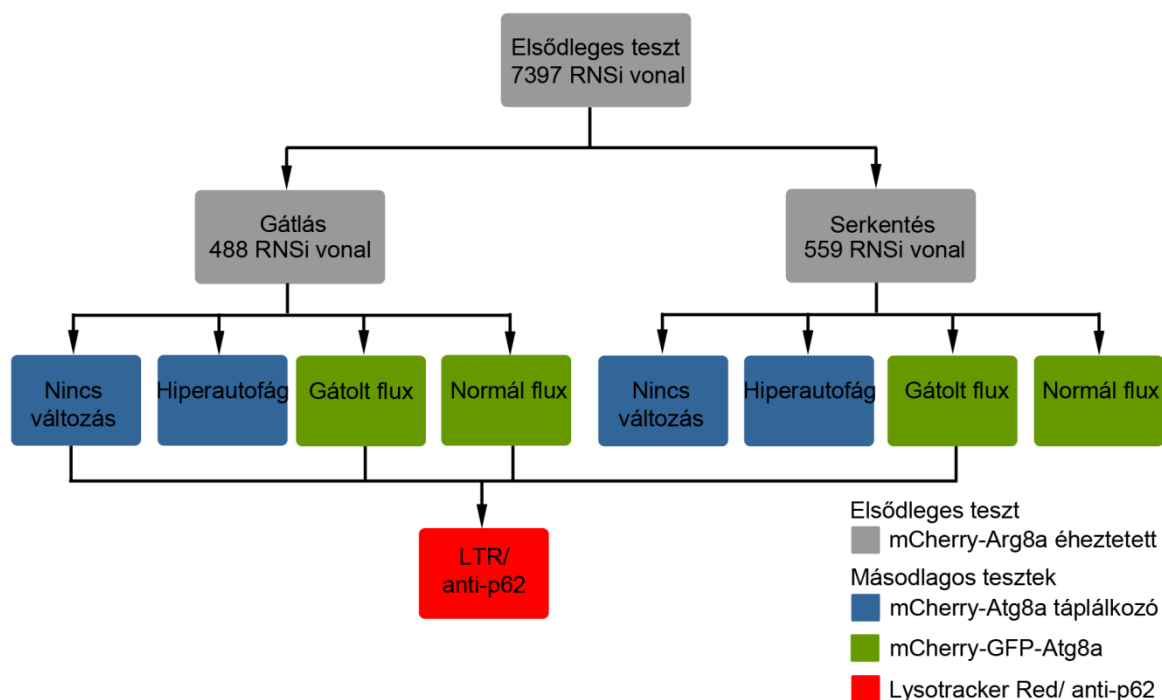 Elsődleges teszt
7397 RNSi vonal
Gátlás
488 RNSi vonal
Serkentés
559 RNSi vonal
Nincs
változás
Hiperautofág
Gátolt flux
Normál flux
Nincs
változás
Hiperautofág
Gátolt flux
Normál flux
LTR/
anti-p62
Elsődleges teszt
mCherry-Arg8a éheztetett
Másodlagos tesztek
mCherry-Atg8a táplálkozó
mCherry-GFP-Atg8a
Lysotracker Red/ anti-p62